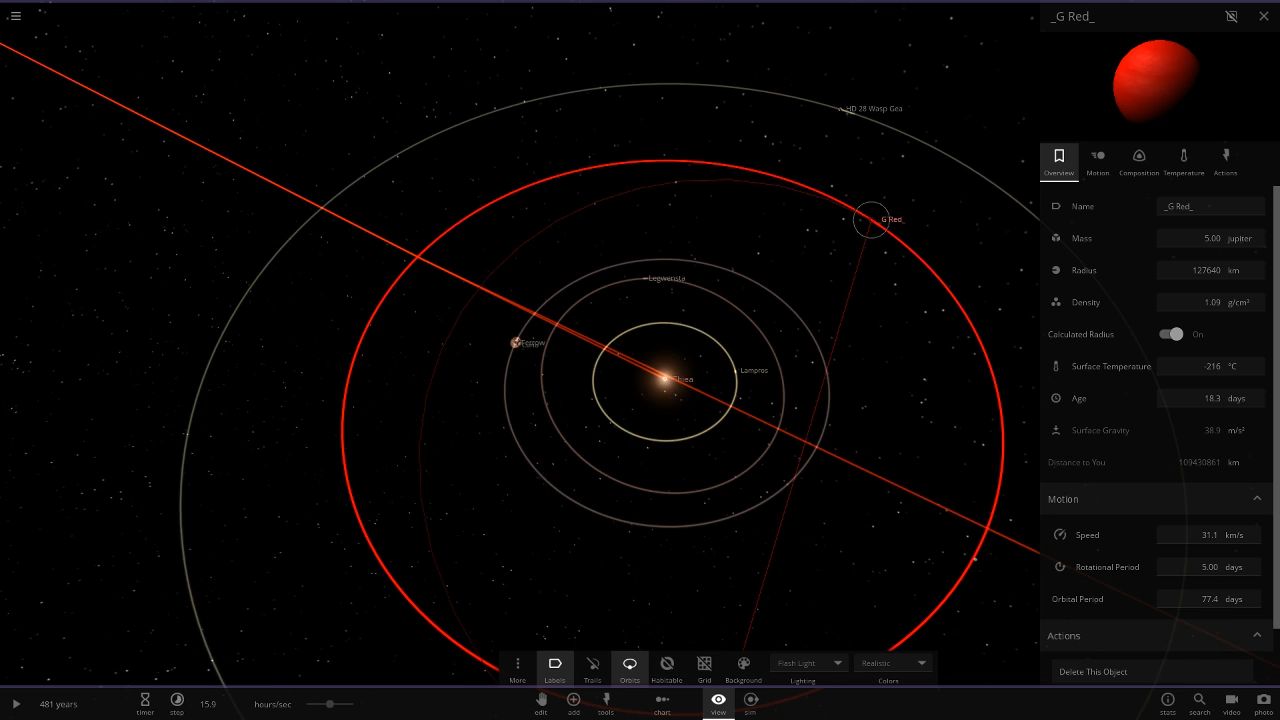 _G Red_
HD 28 Wasp Gea
G Red_
Legwensta
Lampros
Overview
Motion
Composition
Temperature
Actions
Name _G Red_
Mass 5.00 jupiter
Radius 127640 km
Density 1.09 g/cm³
Calculated Radius On
Surface Temperature -216 °C
Age 18.3 days
Surface Gravity 38.9 m/s²
Distance to You 109430861 km
Motion
Speed 31.1 km/s
Rotational Period 5.00 days
Orbital Period 77.4 days
Actions
Delete This Object
More
Labels
Trails
Orbits
Habitable
Grid
Background
Flash Light
Lighting
Realistic
Colors
481 years
timer
step
15.9 hours/sec
edit
add
tools
chart
view
sim
stats
search
video
photo